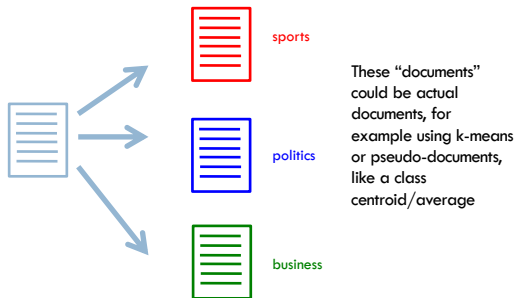 sports
These “documents”
could be actual
documents, for
example using k-means
or pseudo-documents,
like a class
centroid/average
politics
business